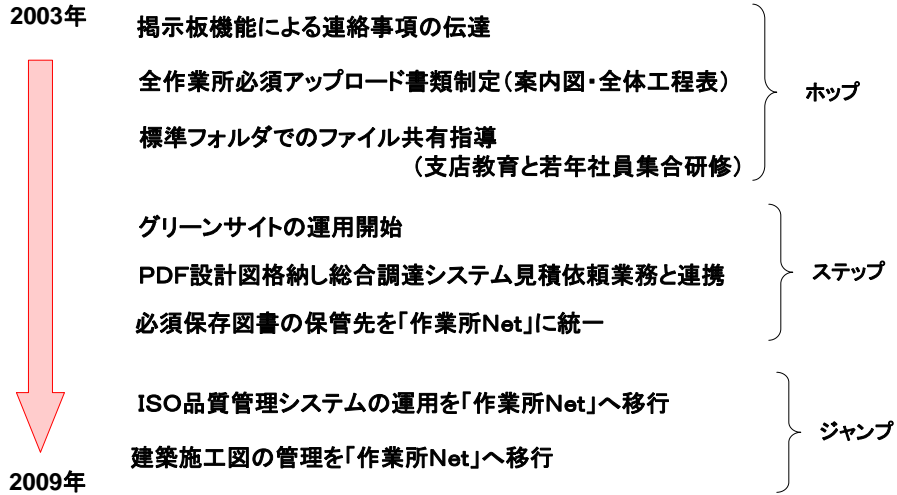 2003年
掲示板機能による連絡事項の伝達
全作業所必須アップロード書類制定(案内図・全体工程表)
ホップ
標準フォルダでのファイル共有指導
(支店教育と若年社員集合研修)
グリーンサイトの運用開始
PDF設計図格納し総合調達システム見積依頼業務と連携
ステップ
必須保存図書の保管先を「作業所Net」に統一
ISO品質管理システムの運用を「作業所Net」へ移行
ジャンプ
建築施工図の管理を「作業所Net」へ移行
2009年